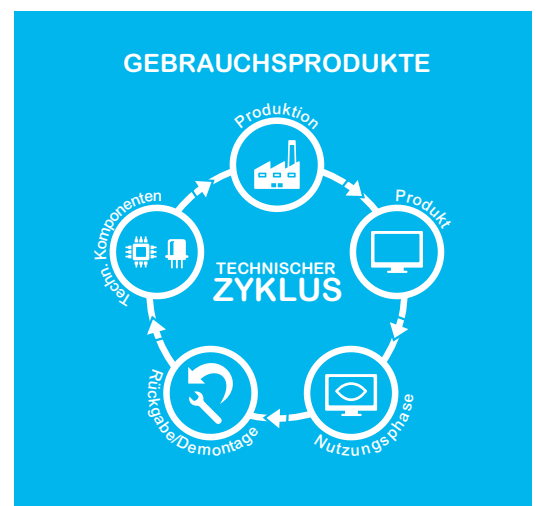 GEBRAUCHSPRODUKTE
Produktion
Produkt
Techn. Komponenten
TECHNISCHER
ZYKLUS
Rückgabe/Demontage
Nutzungsphase